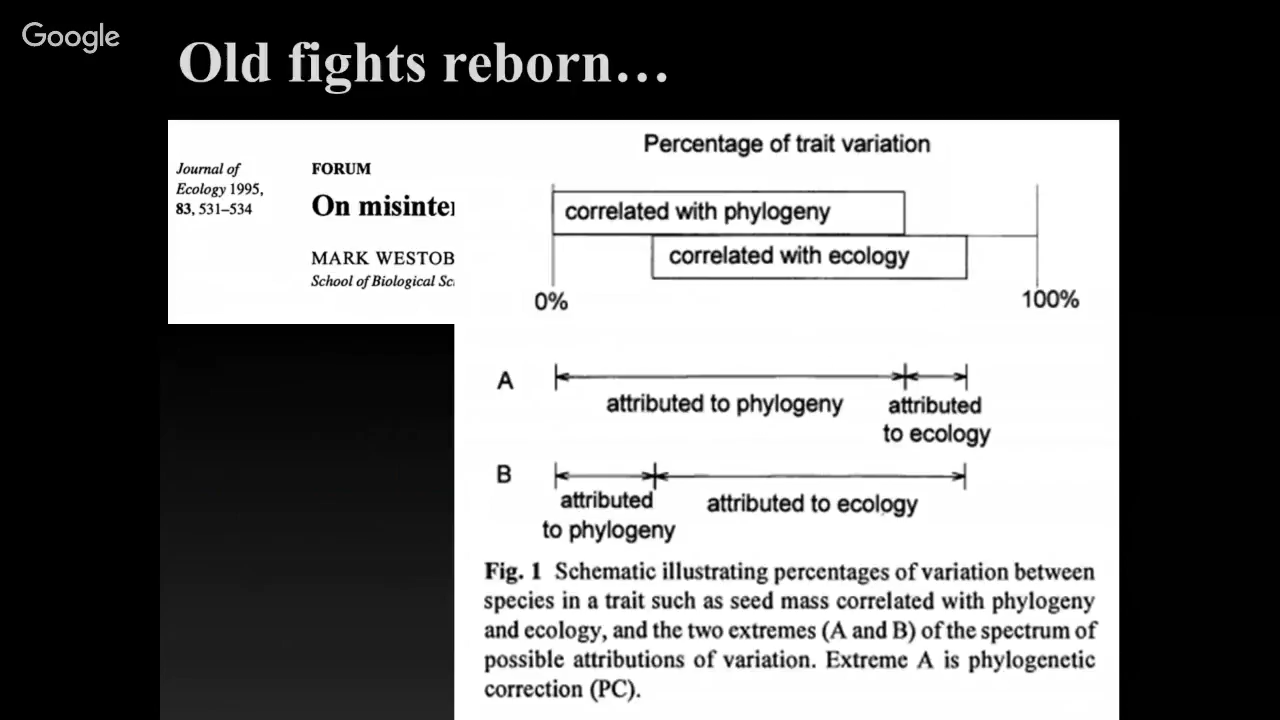 Google
Old fights reborn…
Journal of
Ecology 1995,
83, 531–534
FORUM
On misinter
MARK WESTOB
School of Biological Sc
Percentage of trait variation
correlated with phylogeny
correlated with ecology
0%
100%
A
attributed to phylogeny
attributed
to ecology
B
attributed
to phylogeny
attributed to ecology
Fig. 1 Schematic illustrating percentages of variation between
species in a trait such as seed mass correlated with phylogeny
and ecology, and the two extremes (A and B) of the spectrum of
possible attributions of variation. Extreme A is phylogenetic
correction (PC).